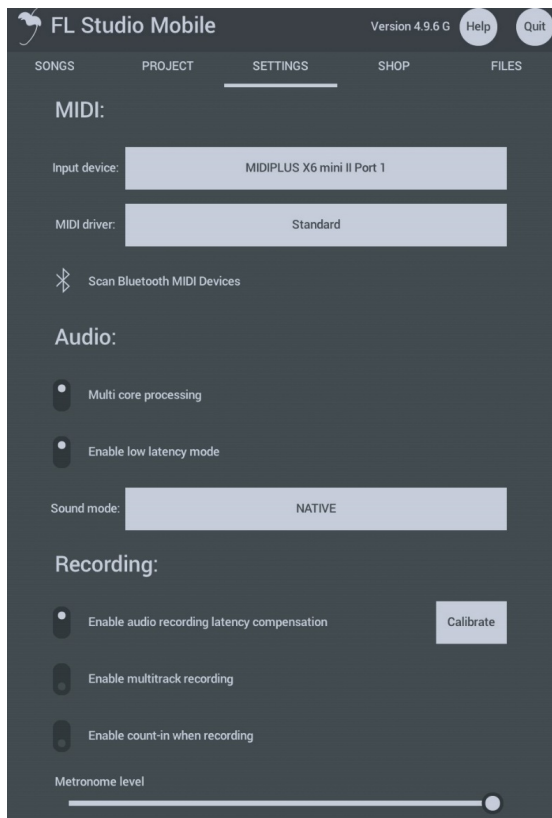 FL Studio Mobile Version 4.9.6 G Help Quit
SONGS PROJECT SETTINGS SHOP FILES
MIDI:
Input device: MIDIPLUS X6 mini II Port 1
MIDI driver: Standard
Scan Bluetooth MIDI Devices
Audio:
Multi core processing
Enable low latency mode
Sound mode: NATIVE
Recording:
Enable audio recording latency compensation Calibrate
Enable multitrack recording
Enable count-in when recording
Metronome level